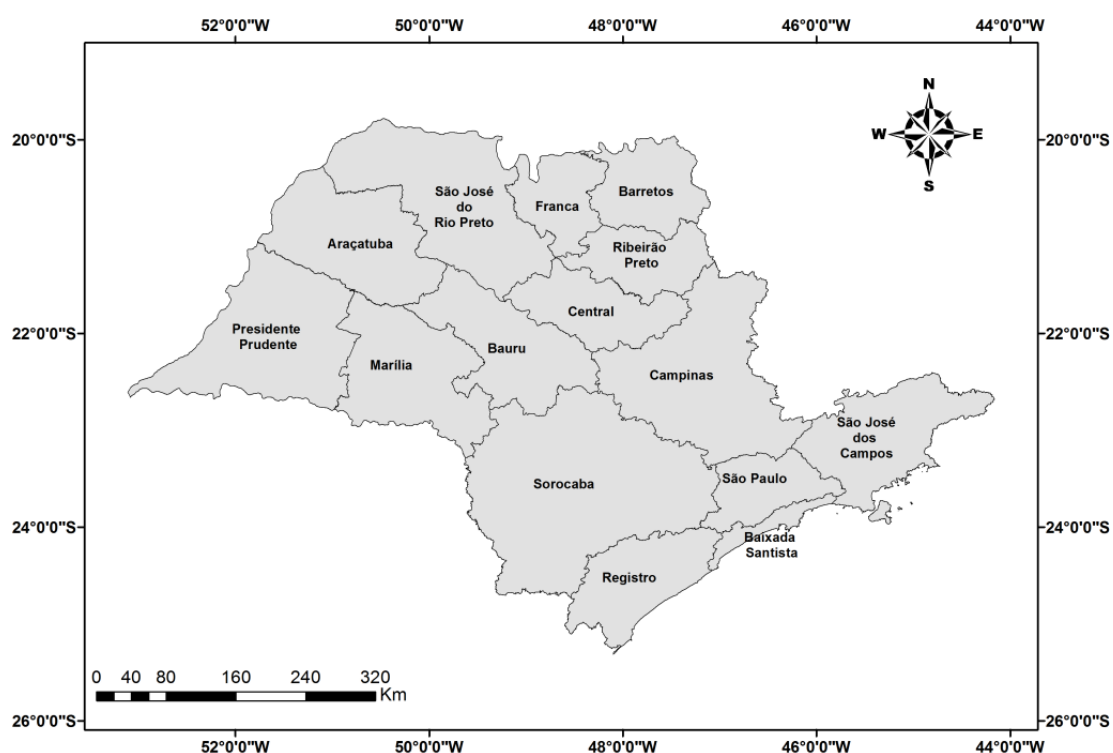 52°0'0"W 50°0'0"W 48°0'0"W 46°0'0"W 44°0'0"W
N
W E
S
20°0'0"S 20°0'0"S
São José
do
Rio Preto
Franca
Barretos
Araçatuba
Ribeirão
Preto
Central
22°0'0"S 22°0'0"S
Presidente
Prudente
Marília
Bauru
Campinas
São José
dos
Campos
Sorocaba
São Paulo
24°0'0"S 24°0'0"S
Baixada
Santista
Registro
0 40 80 160 240 320
Km
26°0'0"S 26°0'0"S
52°0'0"W 50°0'0"W 48°0'0"W 46°0'0"W 44°0'0"W